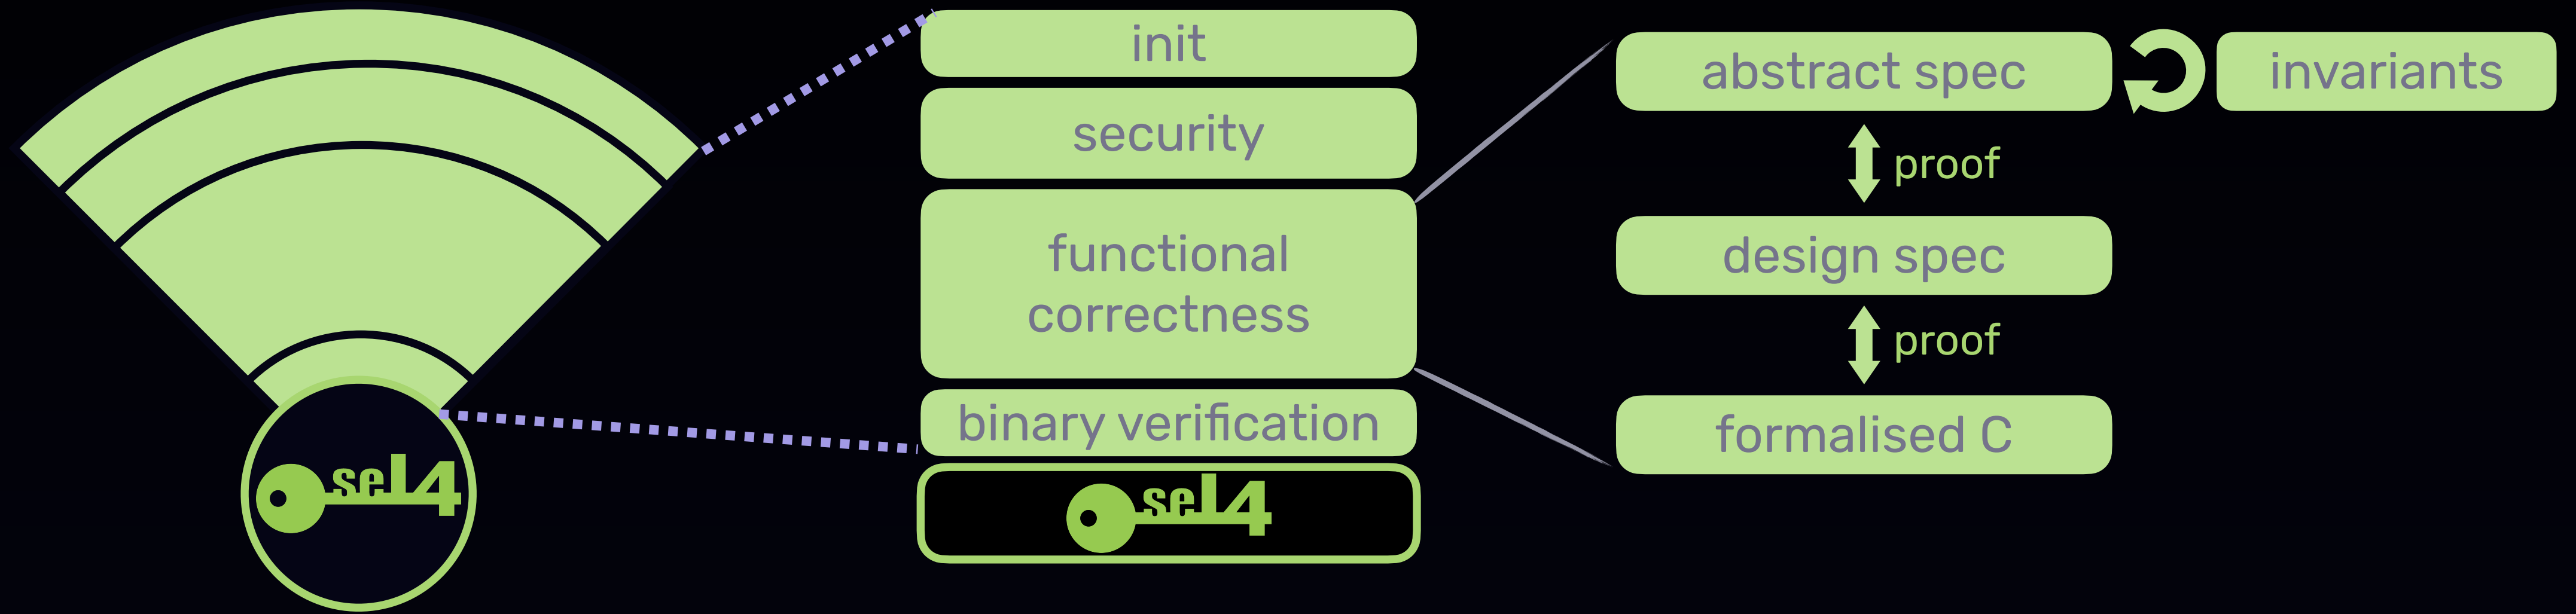 seL4
init
security
functional
correctness
binary verification
seL4
abstract spec
proof
design spec
proof
formalised C
invariants